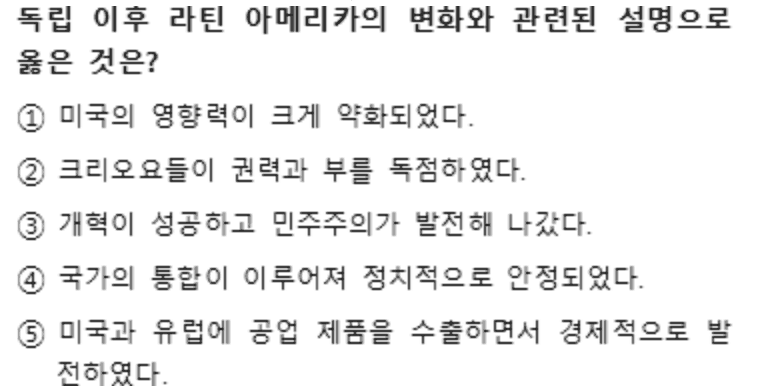 독립 이후 라틴 아메리카의 변화와 관련된 설명으로
옳은 것은?
① 미국의 영향력이 크게 약화되었다.
② 크리오요들이 권력과 부를 독점하였다.
③ 개혁이 성공하고 민주주의가 발전해 나갔다.
④ 국가의 통합이 이루어져 정치적으로 안정되었다.
⑤ 미국과 유럽에 공업 제품을 수출하면서 경제적으로 발
전하였다.